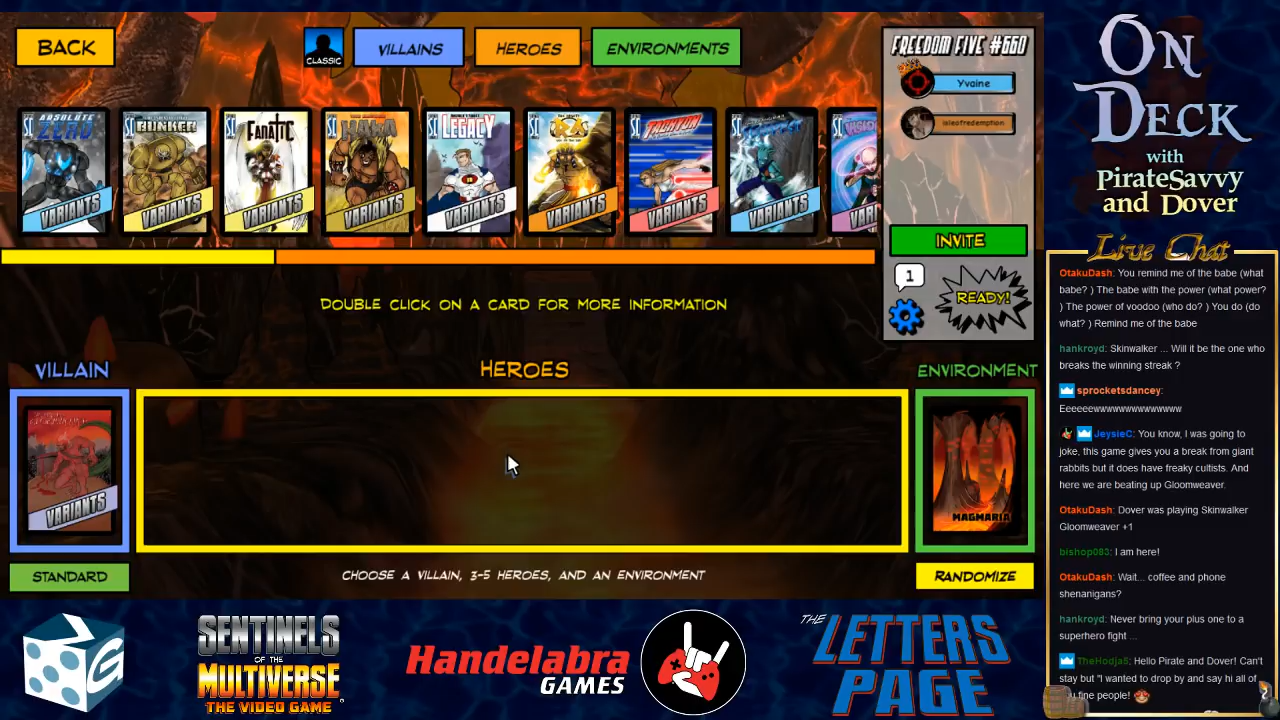 BACK
CLASSIC
VILLAINS
HEROES
ENVIRONMENTS
FREEDOM FIVE #660
Yvaine
isleofredemption
ABSOLUTE
ZERO
VARIANTS
BUNKER
VARIANTS
FANATIC
VARIANTS
HAKA
VARIANTS
LEGACY
VARIANTS
RA
VARIANTS
TACHYON
VARIANTS
TEMPEST
VARIANTS
INVITE
1
READY!
DOUBLE CLICK ON A CARD FOR MORE INFORMATION
VILLAIN
HEROES
ENVIRONMENT
VARIANTS
MAGMARIA
STANDARD
CHOOSE A VILLAIN, 3-5 HEROES, AND AN ENVIRONMENT
RANDOMIZE
SENTINELS
OF THE
MULTIVERSE
THE VIDEO GAME
Handelabra
GAMES
THE
LETTERS
PAGE
ON
DECK
with
PirateSavvy
and Dover
Live Chat
OtakuDash: You remind me of the babe (what
babe? ) The babe with the power (what power?
) The power of voodoo (who do? ) You do (do
what? ) Remind me of the babe
hankroyd: Skinwalker ... Will it be the one who
breaks the winning streak ?
sprocketsdancey:
Eeeeeewwwwwwwwwwwww
JeysieC: You know, I was going to
joke, this game gives you a break from giant
rabbits but it does have freaky cultists. And
here we are beating up Gloomweaver.
OtakuDash: Dover was playing Skinwalker
Gloomweaver +1
bishop083: I am here!
OtakuDash: Wait... coffee and phone
shenanigans?
hankroyd: Never bring your plus one to a
superhero fight ...
TheHodja5: Hello Pirate and Dover! Can't
stay but "I wanted to drop by and say hi all of
fine people!